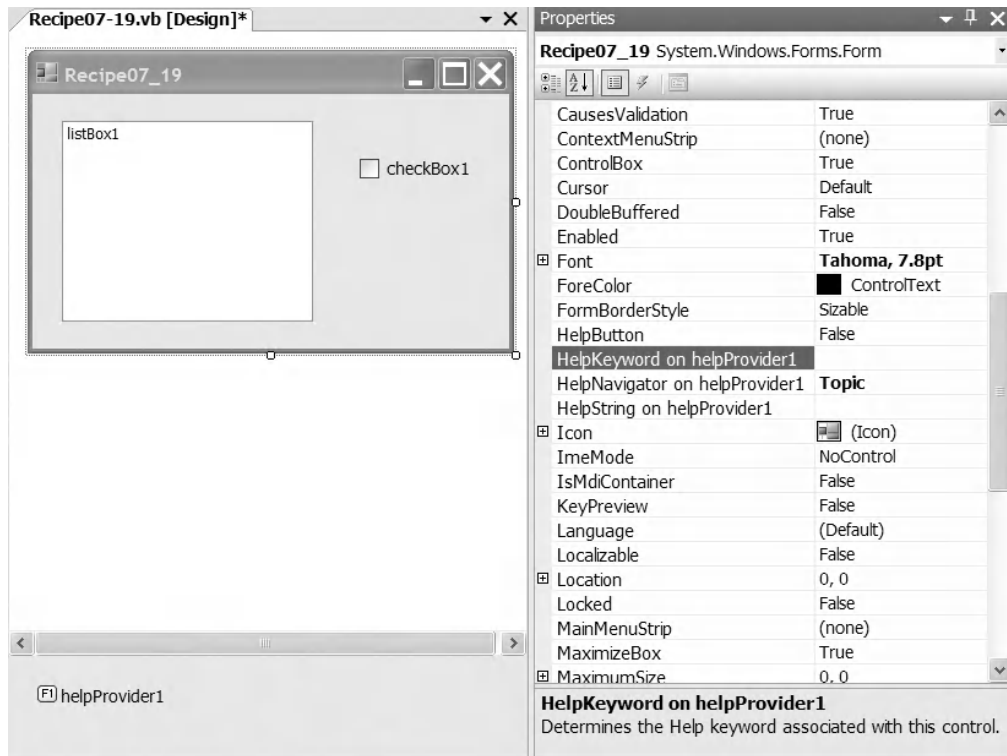 Recipe07-19.vb [Design]*
Recipe07_19
listBox1
checkBox1
F1 helpProvider1
Properties
Recipe07_19 System.Windows.Forms.Form
CausesValidation True
ContextMenuStrip (none)
ControlBox True
Cursor Default
DoubleBuffered False
Enabled True
Font Tahoma, 7.8pt
ForeColor ControlText
FormBorderStyle Sizable
HelpButton False
HelpKeyword on helpProvider1
HelpNavigator on helpProvider1 Topic
HelpString on helpProvider1
Icon (Icon)
ImeMode NoControl
IsMdiContainer False
KeyPreview False
Language (Default)
Localizable False
Location 0, 0
Locked False
MainMenuStrip (none)
MaximizeBox True
MaximumSize 0, 0
HelpKeyword on helpProvider1
Determines the Help keyword associated with this control.